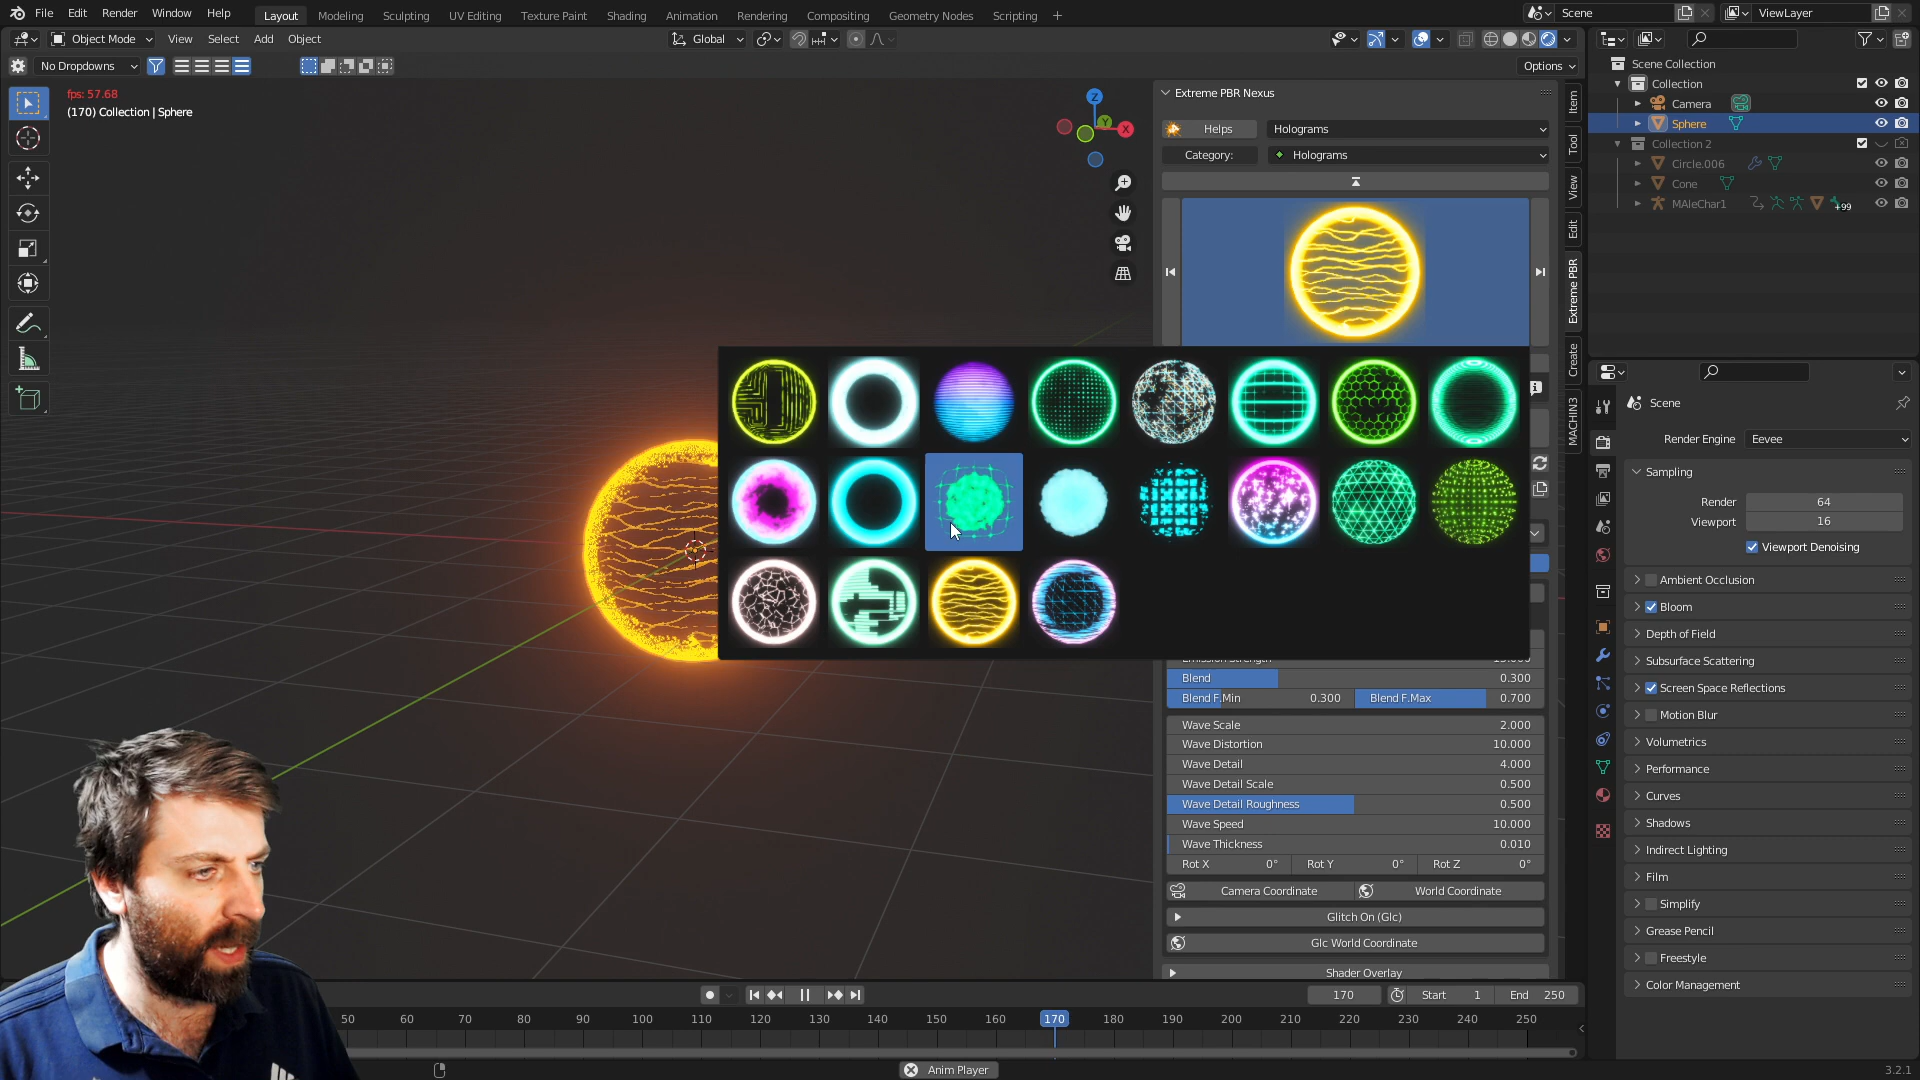 File Edit Render Window Help
Layout Modeling Sculpting UV Editing Texture Paint Shading Animation Rendering Compositing Geometry Nodes Scripting +
Scene
ViewLayer
Object Mode View Select Add Object
Global
No Dropdowns
Options
fps: 57.68
(170) Collection | Sphere
Z
Y
X
Extreme PBR Nexus
Helps Holograms
Category: Holograms
Item
Tool
View
Edit
Extreme PBR
Create
MACHIN3
Blend 0.300
Blend F.Min 0.300 Blend F.Max 0.700
Wave Scale 2.000
Wave Distortion 10.000
Wave Detail 4.000
Wave Detail Scale 0.500
Wave Detail Roughness 0.500
Wave Speed 10.000
Wave Thickness 0.010
Rot X 0° Rot Y 0° Rot Z 0°
Camera Coordinate World Coordinate
Glitch On (Glc)
Glc World Coordinate
Shader Overlay
Scene Collection
Collection
Camera
Sphere
Collection 2
Circle.006
Cone
MAleChar1 +99
Scene
Render Engine Eevee
Sampling
Render 64
Viewport 16
Viewport Denoising
Ambient Occlusion
Bloom
Depth of Field
Subsurface Scattering
Screen Space Reflections
Motion Blur
Volumetrics
Performance
Curves
Shadows
Indirect Lighting
Film
Simplify
Grease Pencil
Freestyle
Color Management
170 Start 1 End 250
50 60 70 80 90 100 110 120 130 140 150 160 170 180 190 200 210 220 230 240 250
Anim Player
3.2.1